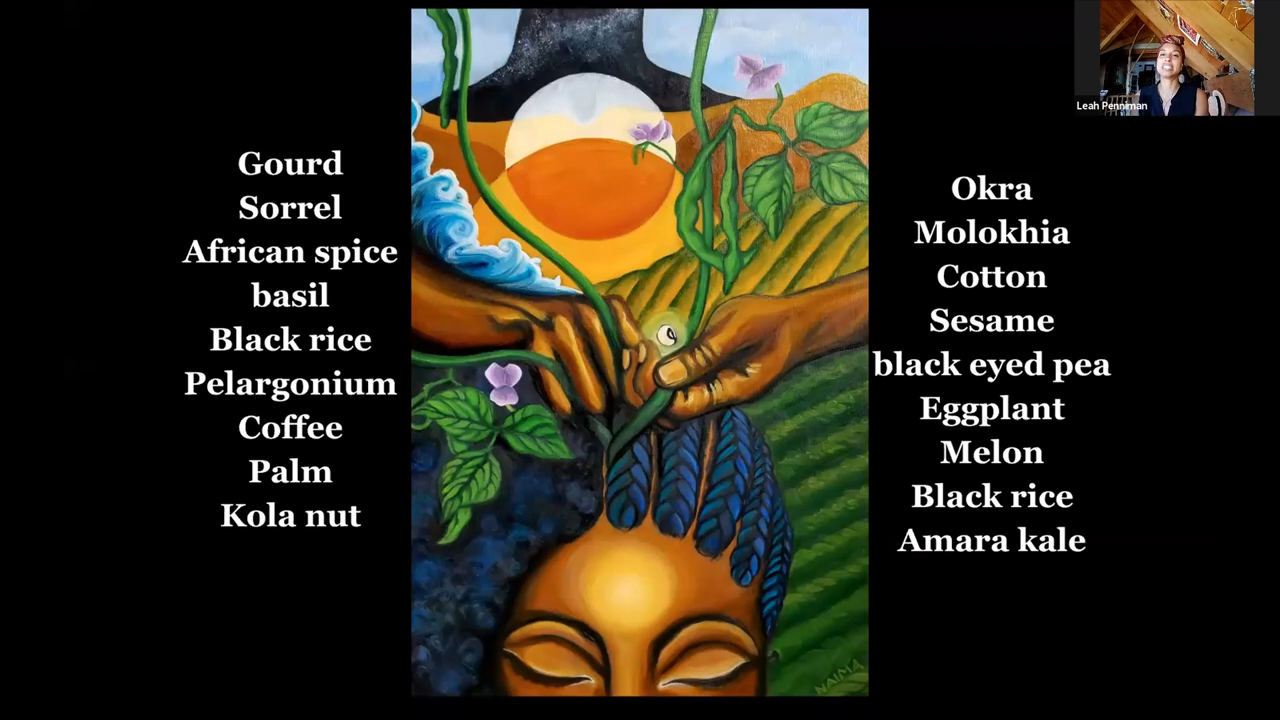 Gourd
Sorrel
African spice
basil
Black rice
Pelargonium
Coffee
Palm
Kola nut
Okra
Molokhia
Cotton
Sesame
black eyed pea
Eggplant
Melon
Black rice
Amara kale
Leah Penniman
NAIMA